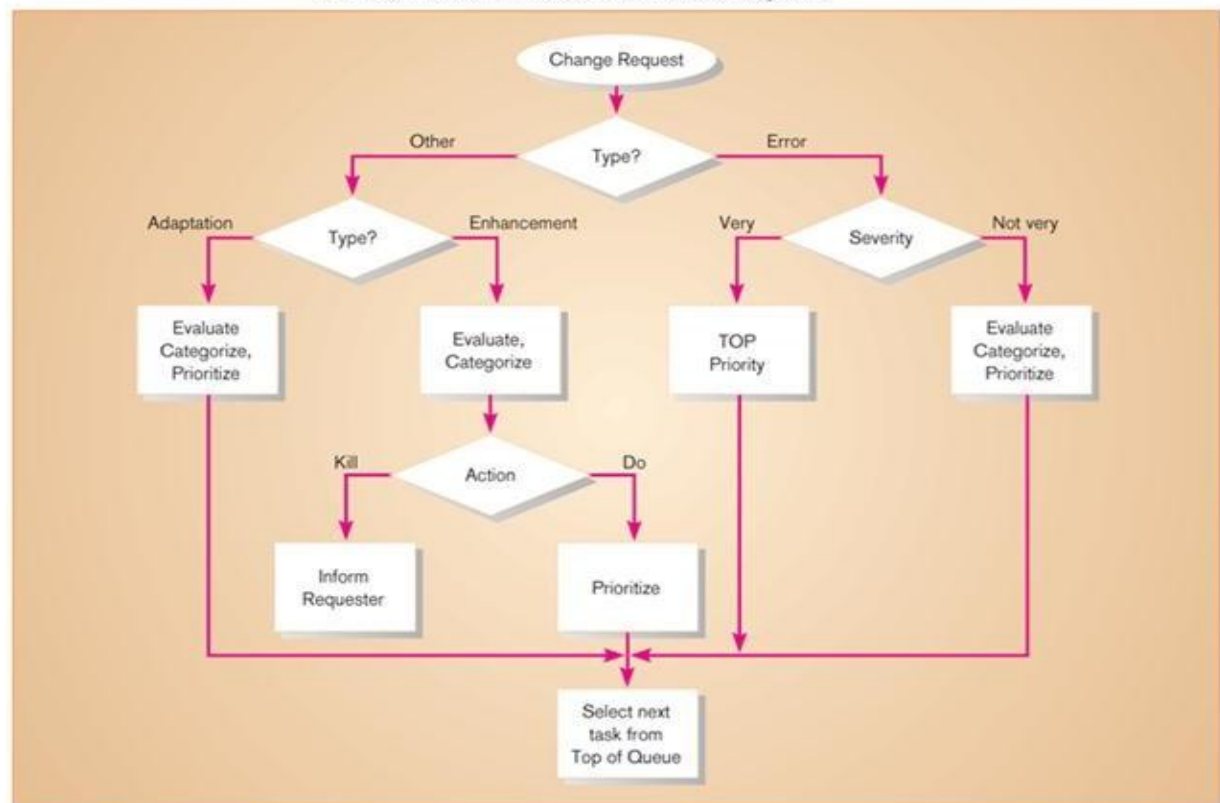 Change Request
Other
Type?
Error
Adaptation
Type?
Enhancement
Very
Severity
Not very
Evaluate
Categorize,
Prioritize
Evaluate,
Categorize
TOP
Priority
Evaluate
Categorize,
Prioritize
Kill
Action
Do
Inform
Requester
Prioritize
Select next
task from
Top of Queue